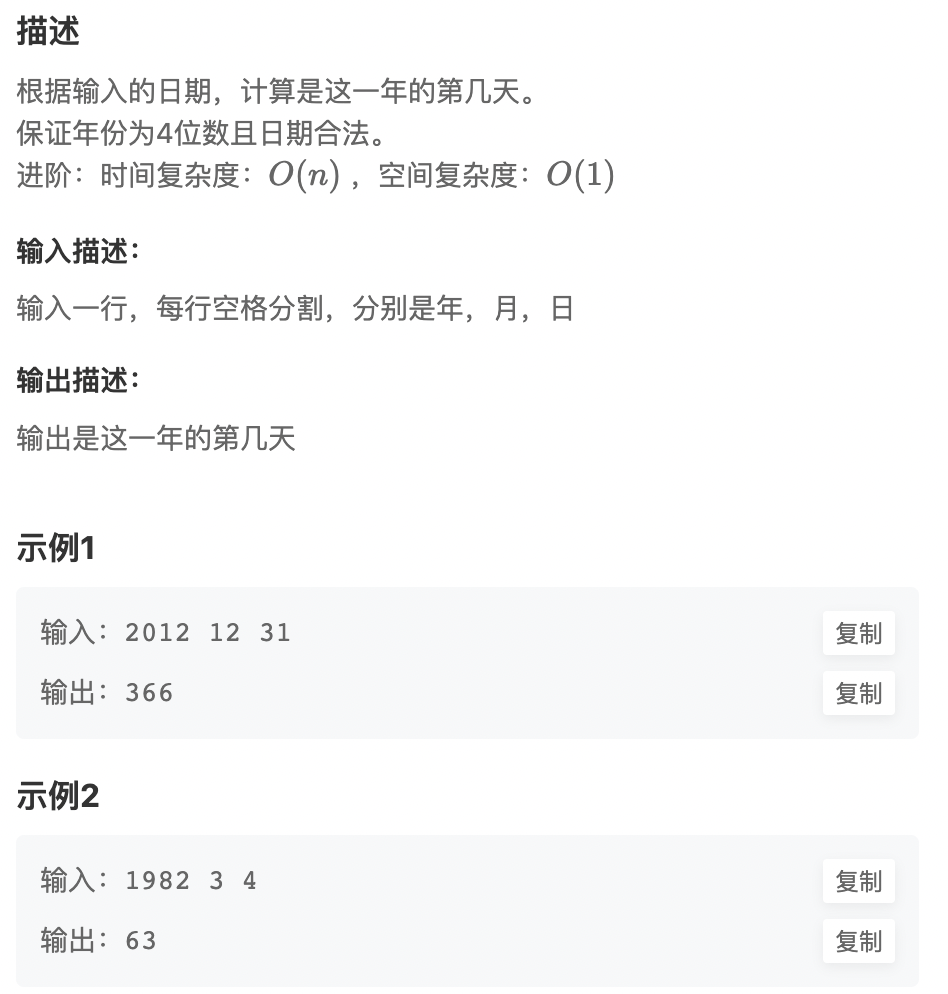 描述
根据输入的日期，计算是这一年的第几天。
保证年份为4位数且日期合法。
进阶：时间复杂度：O(n) ，空间复杂度：O(1)
输入描述：
输入一行，每行空格分割，分别是年，月，日
输出描述：
输出是这一年的第几天
示例1
输入：2012 12 31 复制
输出：366 复制
示例2
输入：1982 3 4 复制
输出：63 复制